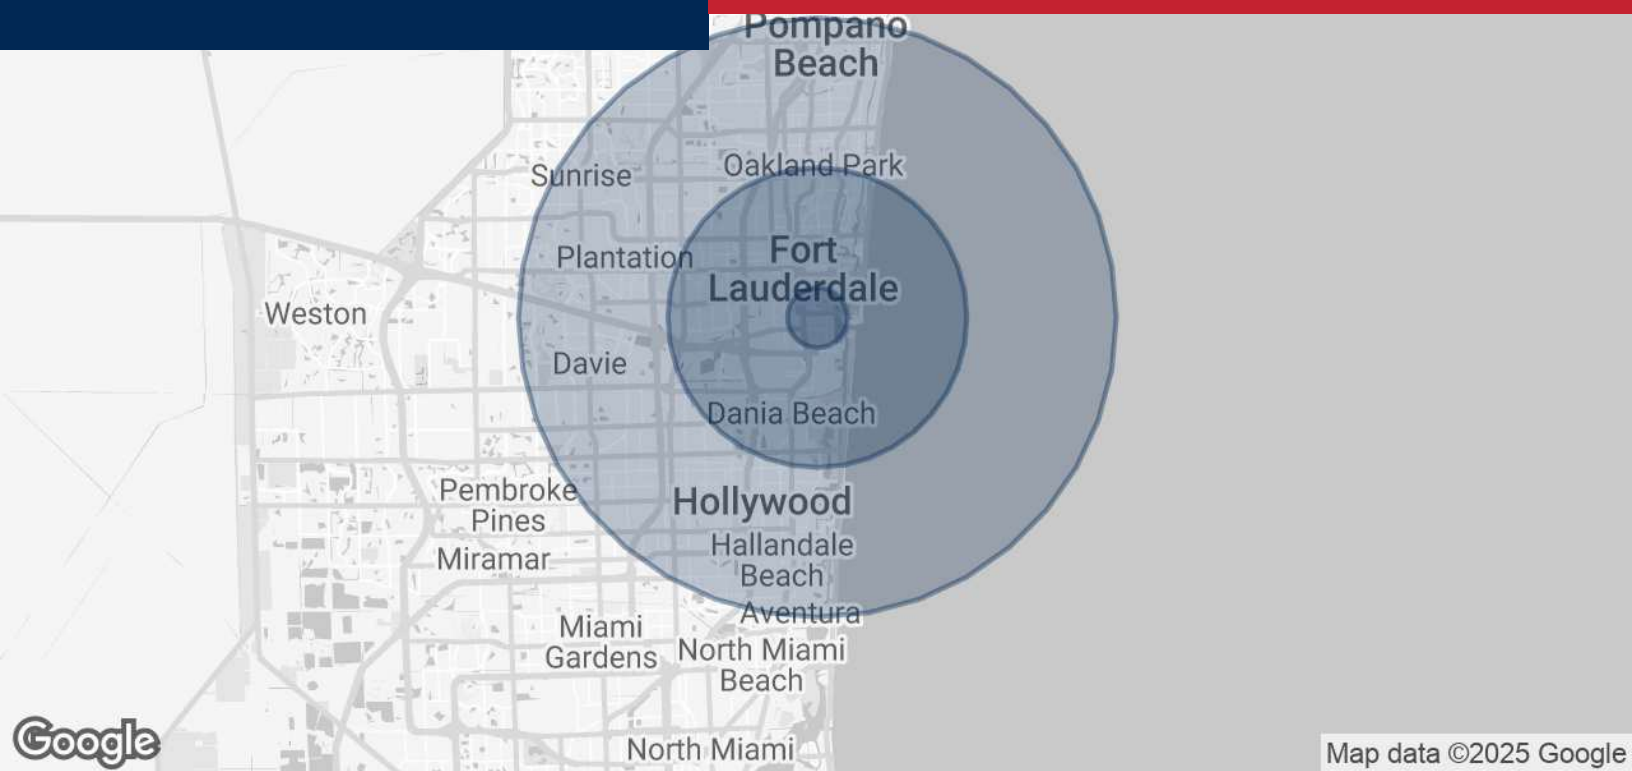 Pompano
Beach
Oakland Park
Sunrise
Fort
Lauderdale
Plantation
Weston
Davie
Dania Beach
Pembroke
Pines
Hollywood
Hallandale
Beach
Miramar
Aventura
Miami
Gardens
North Miami
Beach
North Miami
Google
Map data ©2025 Google